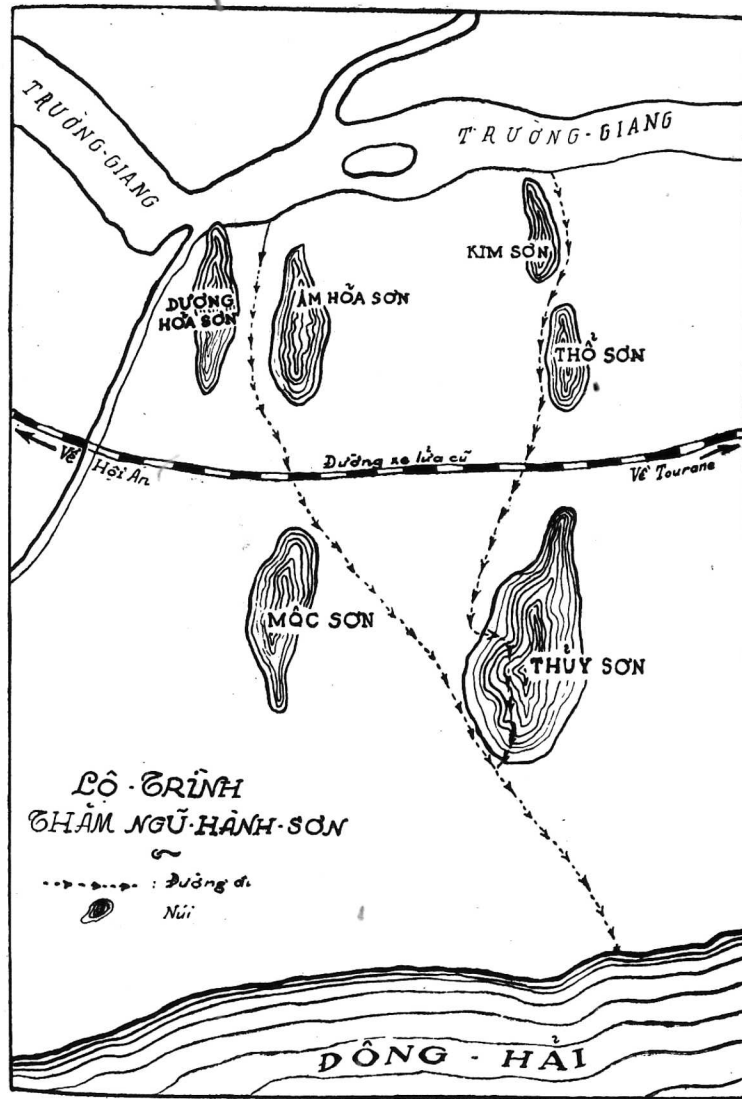 TRƯỜNG-GIANG
TRƯỜNG-GIANG
KIM SƠN
DƯƠNG
HỎA SƠN
ÂM HỎA SƠN
THỔ SƠN
Về Hội An
Đường xe lửa cũ
Về Tourane
MỘC SƠN
THỦY SƠN
LỘ-TRÌNH
THĂM NGŨ-HÀNH-SƠN
: Đường đi
Núi
ĐÔNG-HẢI